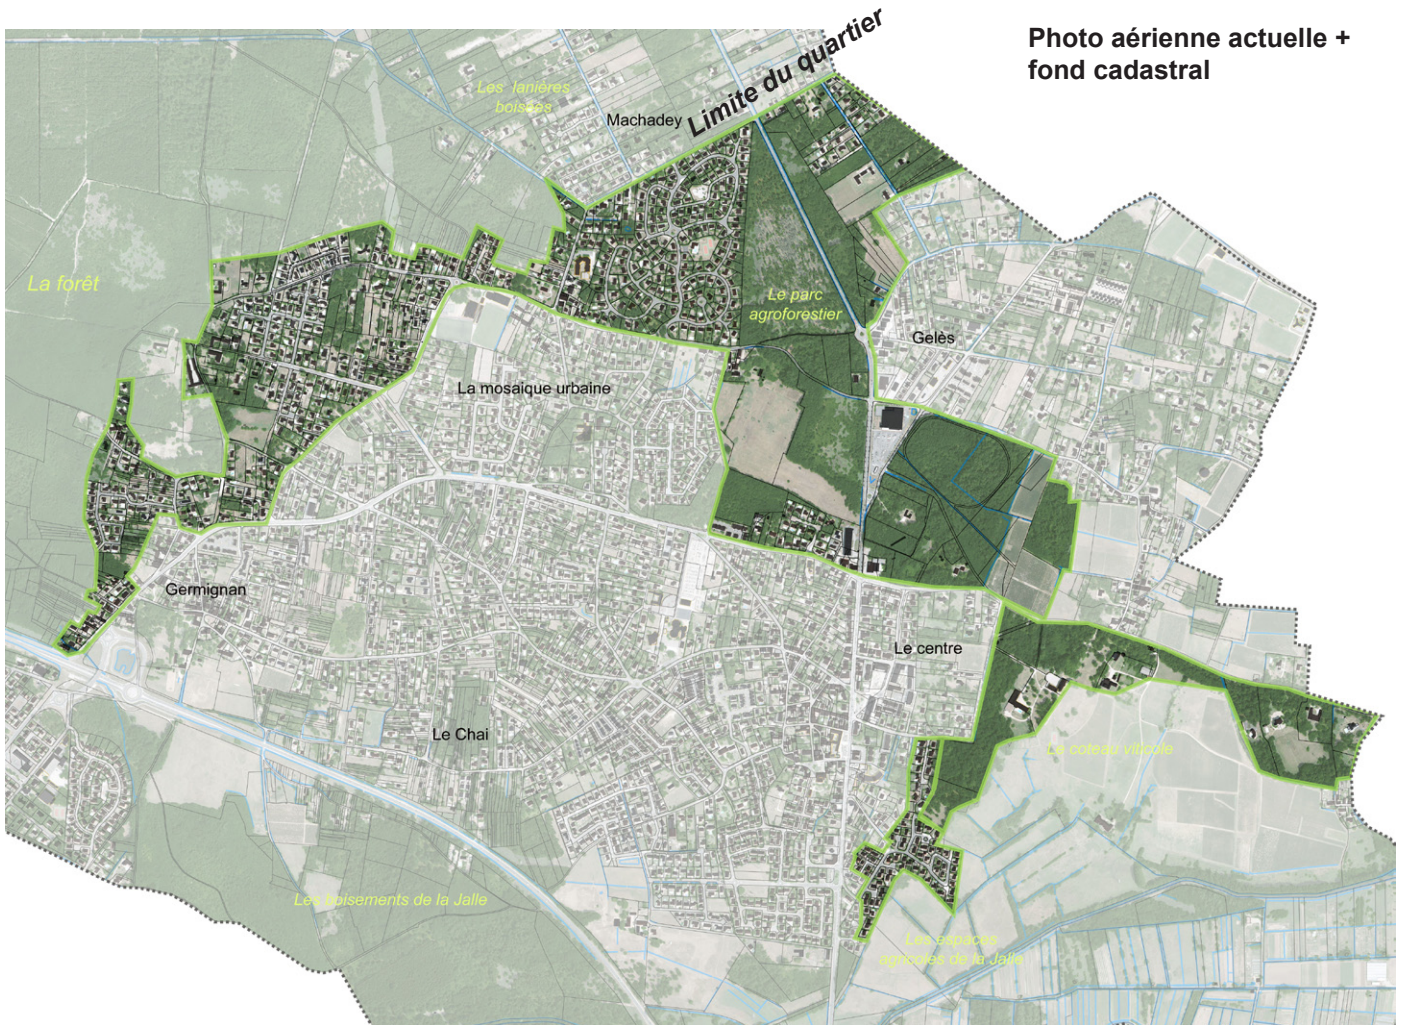 Photo aérienne actuelle +
fond cadastral
Limite du quartier
Les lanières
boisées
Machadey
La forêt
Le parc
agroforestier
Gelès
La mosaique urbaine
Germignan
Le centre
Le Chai
Le coteau viticole
Les boisements de la Jalle
Les espaces
agricoles de la Jalle